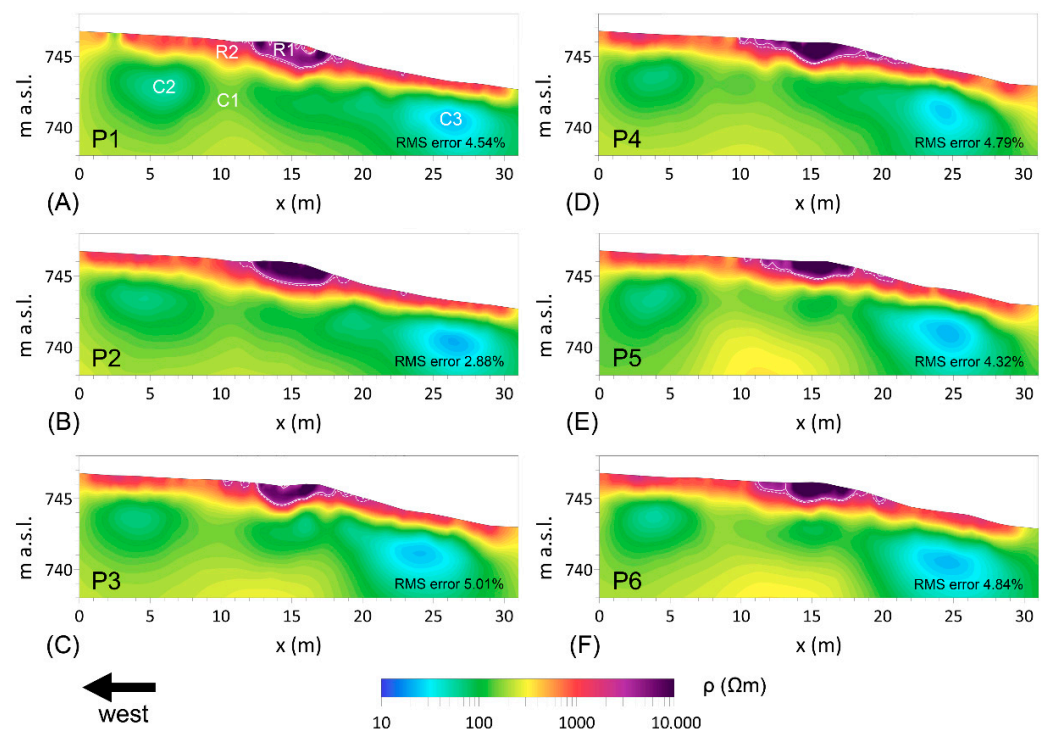 745
740
m a.s.l.
R2
R1
C2
C1
C3
P1
RMS error 4.54%
0 5 10 15 20 25 30
(A)
x (m)
745
740
m a.s.l.
P4
RMS error 4.79%
0 5 10 15 20 25 30
(D)
x (m)
745
740
m a.s.l.
P2
RMS error 2.88%
0 5 10 15 20 25 30
(B)
x (m)
745
740
m a.s.l.
P5
RMS error 4.32%
0 5 10 15 20 25 30
(E)
x (m)
745
740
m a.s.l.
P3
RMS error 5.01%
0 5 10 15 20 25 30
(C)
x (m)
745
740
m a.s.l.
P6
RMS error 4.84%
0 5 10 15 20 25 30
(F)
x (m)
west
ρ (Ωm)
10 100 1000 10,000